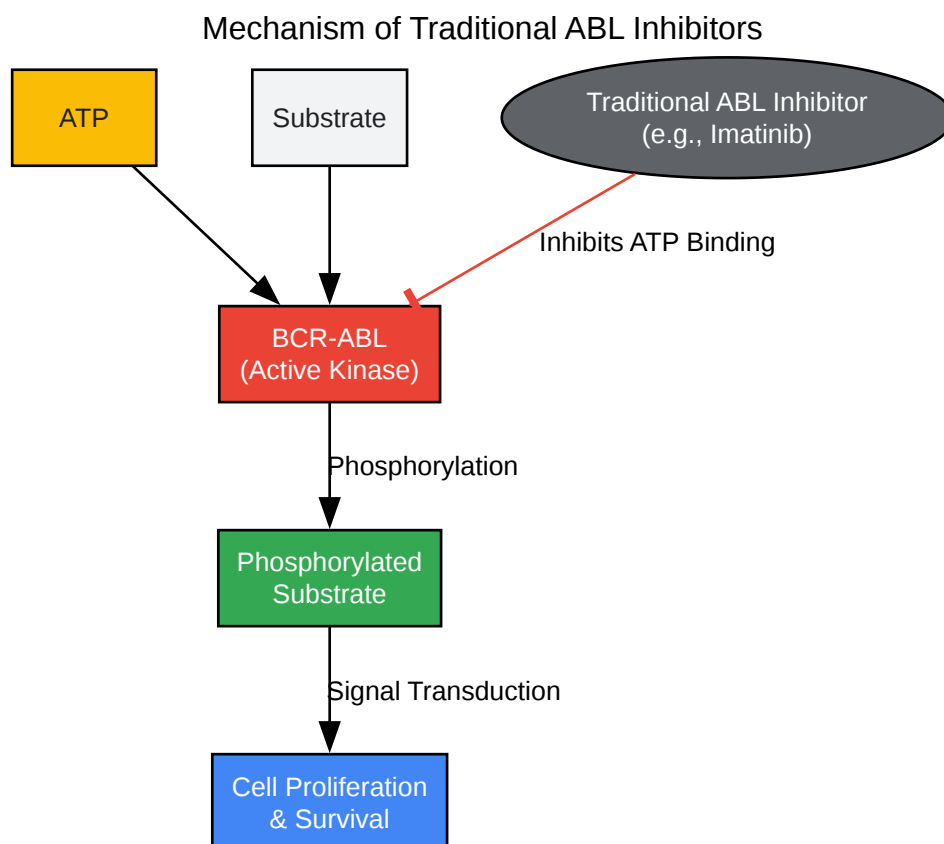 Mechanism of Traditional ABL Inhibitors
ATP
Substrate
Traditional ABL Inhibitor
(e.g., Imatinib)
Inhibits ATP Binding
BCR-ABL
(Active Kinase)
Phosphorylation
Phosphorylated
Substrate
Signal Transduction
Cell Proliferation
& Survival